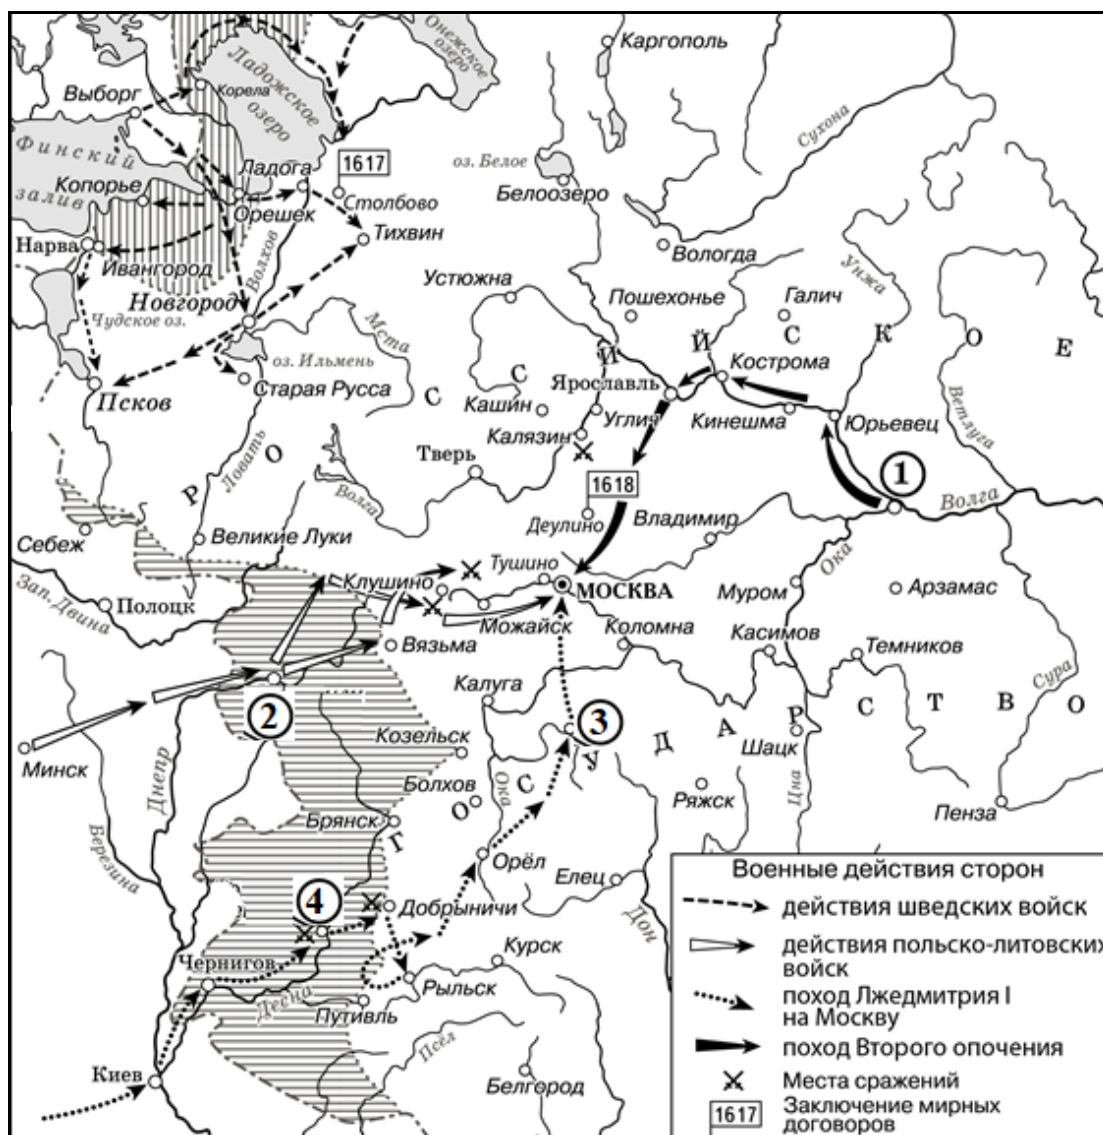 Каргополь
Онежское
озеро
Ладожское
озеро
Корела
Выборг
Сухона
Финский
залив
1617
оз. Белое
Белоозеро
Ладога
Копорье
Столбово
Орешек
Тихвин
Нарва
Ивангород
Волхов
Вологда
Унжа
Устюжна
Пошехонье
Галич
Новгород
Чудское оз.
Мста
оз. Ильмень
Кострома
Ярославль
Псков
Старая Русса
Кашин
Углич
Кинешма
Юрьевец
Ветлуга
Калязин
Тверь
Ловать
Волга
1
Волга
1618
Деулино
Владимир
Ока
Себеж
Великие Луки
РОССИЙСКОЕ
Зап. Двина
Полоцк
Клушино
Тушино
МОСКВА
Муром
Арзамас
Можайск
Вязьма
Коломна
Касимов
Темников
Сура
2
Калуга
3
ГОСУДАРСТВО
Минск
Днепр
Козельск
Шацк
Цна
Болхов
Ока
Ряжск
Пенза
Березина
Брянск
Орёл
Елец
Дон
4
Добрыничи
Курск
Чернигов
Десна
Рыльск
Путивль
Псёл
Киев
Белгород
Военные действия сторон
действия шведских войск
действия польско-литовских
войск
поход Лжедмитрия I
на Москву
поход Второго опочения
Места сражений
1617
Заключение мирных
договоров